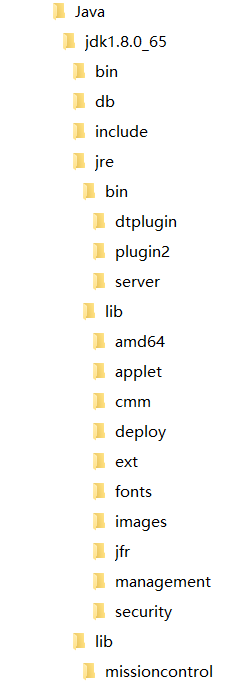 Java
jdk1.8.0_65
bin
db
include
jre
bin
dtplugin
plugin2
server
lib
amd64
applet
cmm
deploy
ext
fonts
images
jfr
management
security
lib
missioncontrol